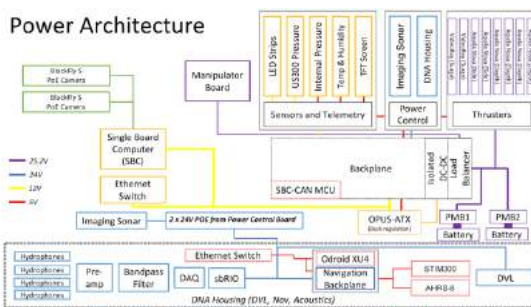 Power Architecture
BlackFly S
PoE Camera
BlackFly S
PoE Camera
Manipulator
Board
LED Strips
US300 Pressure
Internal Pressure
Temp & Humidity
TFT Screen
Sensors and Telemetry
Imaging Sonar
DNA Housing
Power
Control
Thrusters
Single Board
Computer
(SBC)
Ethernet
Switch
25.2V
24V
12V
5V
Backplane
SBC-CAN MCU
Isolated
DC-DC
Load
Balancer
Imaging Sonar
2 x 24V POE from Power Control Board
OPUS-ATX
PMB1
Battery
PMB2
Battery
Hydrophones
Hydrophones
Hydrophones
Hydrophones
Pre-
amp
Bandpass
Filter
DAQ
sbRIO
Ethernet Switch
Odroid XU4
Navigation
Backplane
STIM300
AHRS-8
DVL
DNA Housing (DVL, Nav, Acoustics)